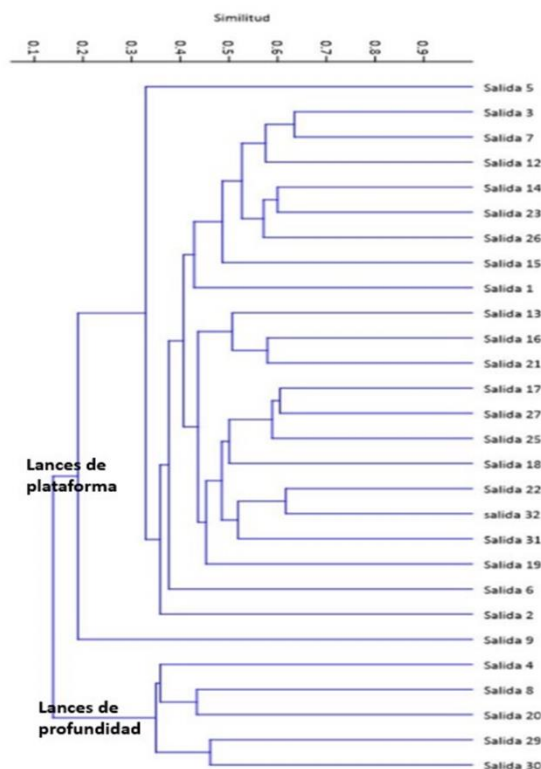 Similitud
0.1 0.2 0.3 0.4 0.5 0.6 0.7 0.8 0.9
Salida 5
Salida 3
Salida 7
Salida 12
Salida 14
Salida 23
Salida 26
Salida 15
Salida 1
Salida 13
Salida 16
Salida 21
Salida 17
Salida 27
Salida 25
Salida 18
Salida 22
salida 32
Salida 31
Salida 19
Salida 6
Salida 2
Salida 9
Salida 4
Salida 8
Salida 20
Salida 29
Salida 30
Lances de
plataforma
Lances de
profundidad